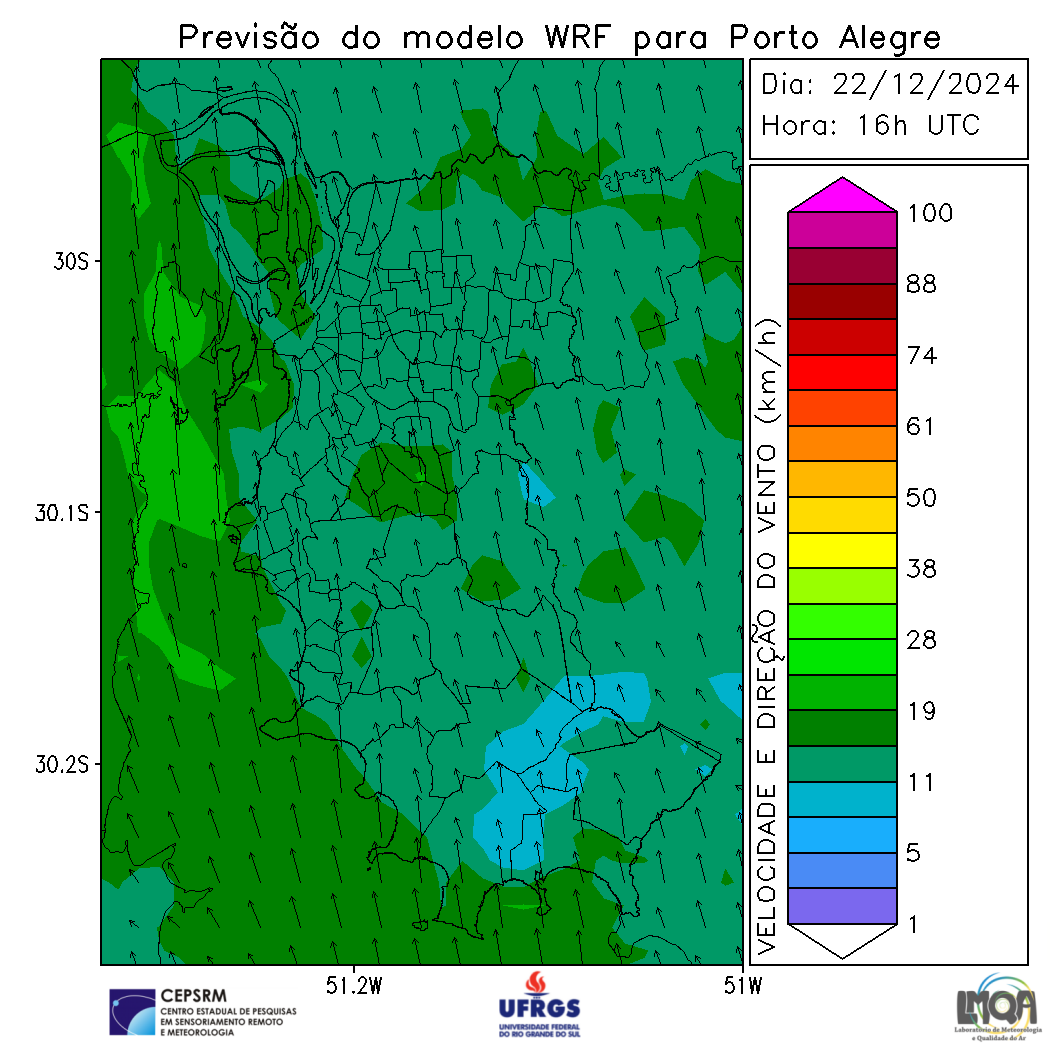 Previsão do modelo WRF para Porto Alegre
Dia: 22/12/2024
Hora: 16h UTC
30S
30.1S
30.2S
51.2W
51W
VELOCIDADE E DIREÇÃO DO VENTO (km/h)
100
88
74
61
50
38
28
19
11
5
1
CEPSRM
CENTRO ESTADUAL DE PESQUISAS
EM SENSORIAMENTO REMOTO
E METEOROLOGIA
UFRGS
UNIVERSIDADE FEDERAL
DO RIO GRANDE DO SUL
LMQA
Laboratório de Meteorologia
e Qualidade do Ar